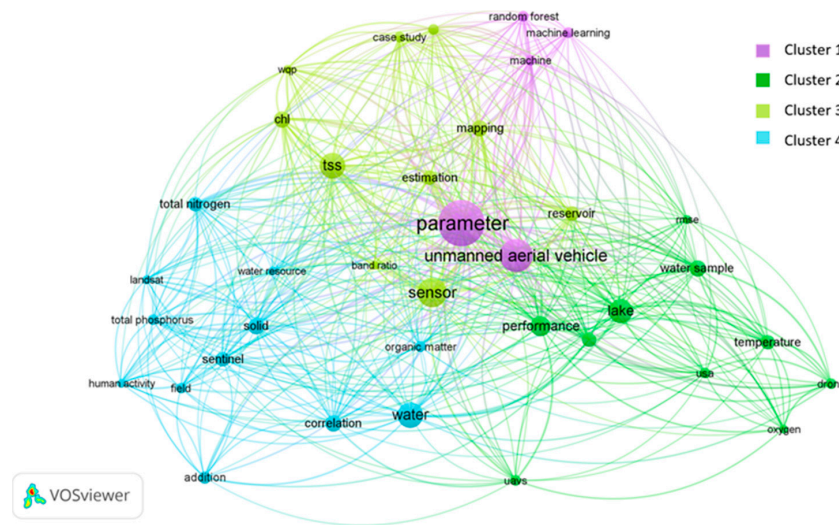 random forest
machine learning
case study
machine
wqp
chl
mapping
tss
estimation
total nitrogen
parameter
reservoir
rmse
unmanned aerial vehicle
band ratio
water resource
water sample
landsat
sensor
total phosphorus
solid
performance
lake
temperature
organic matter
sentinel
usa
human activity
field
dron
correlation
water
oxygen
addition
uavs
Cluster 1
Cluster 2
Cluster 3
Cluster 4
VOSviewer